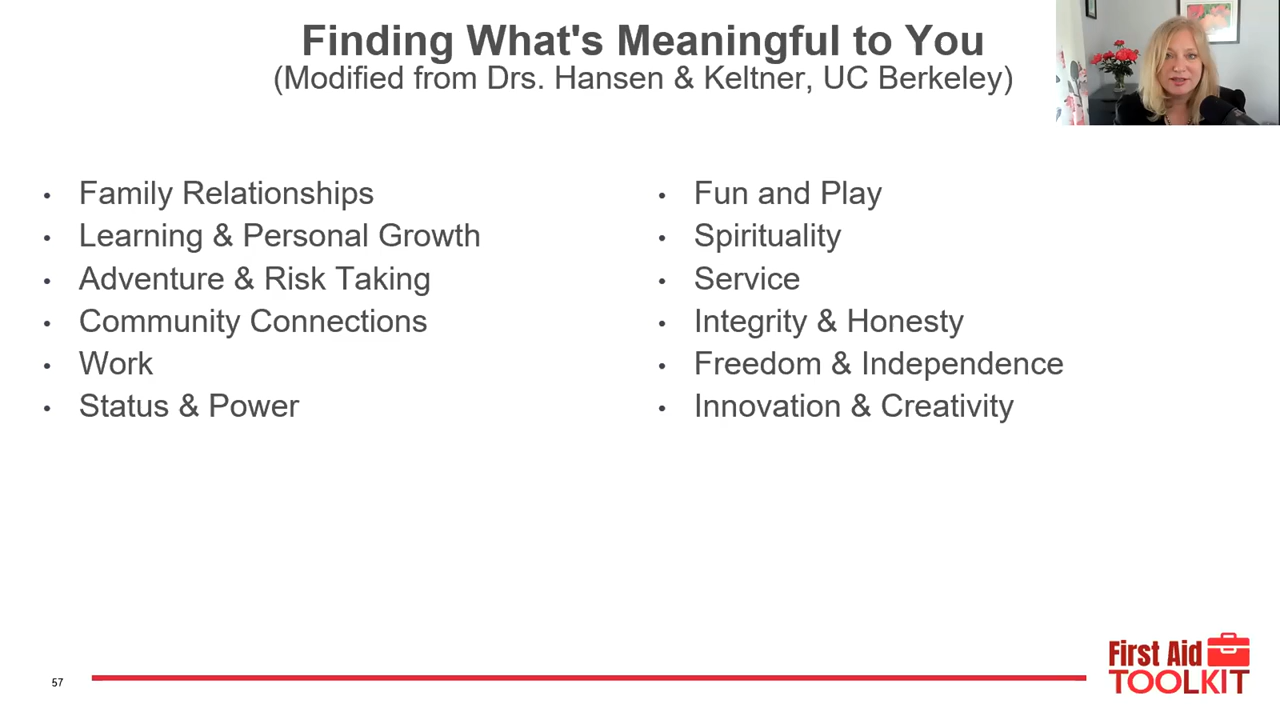 Finding What's Meaningful to You
(Modified from Drs. Hansen & Keltner, UC Berkeley)
• Family Relationships
• Learning & Personal Growth
• Adventure & Risk Taking
• Community Connections
• Work
• Status & Power
• Fun and Play
• Spirituality
• Service
• Integrity & Honesty
• Freedom & Independence
• Innovation & Creativity
57
First Aid
TOOLKIT